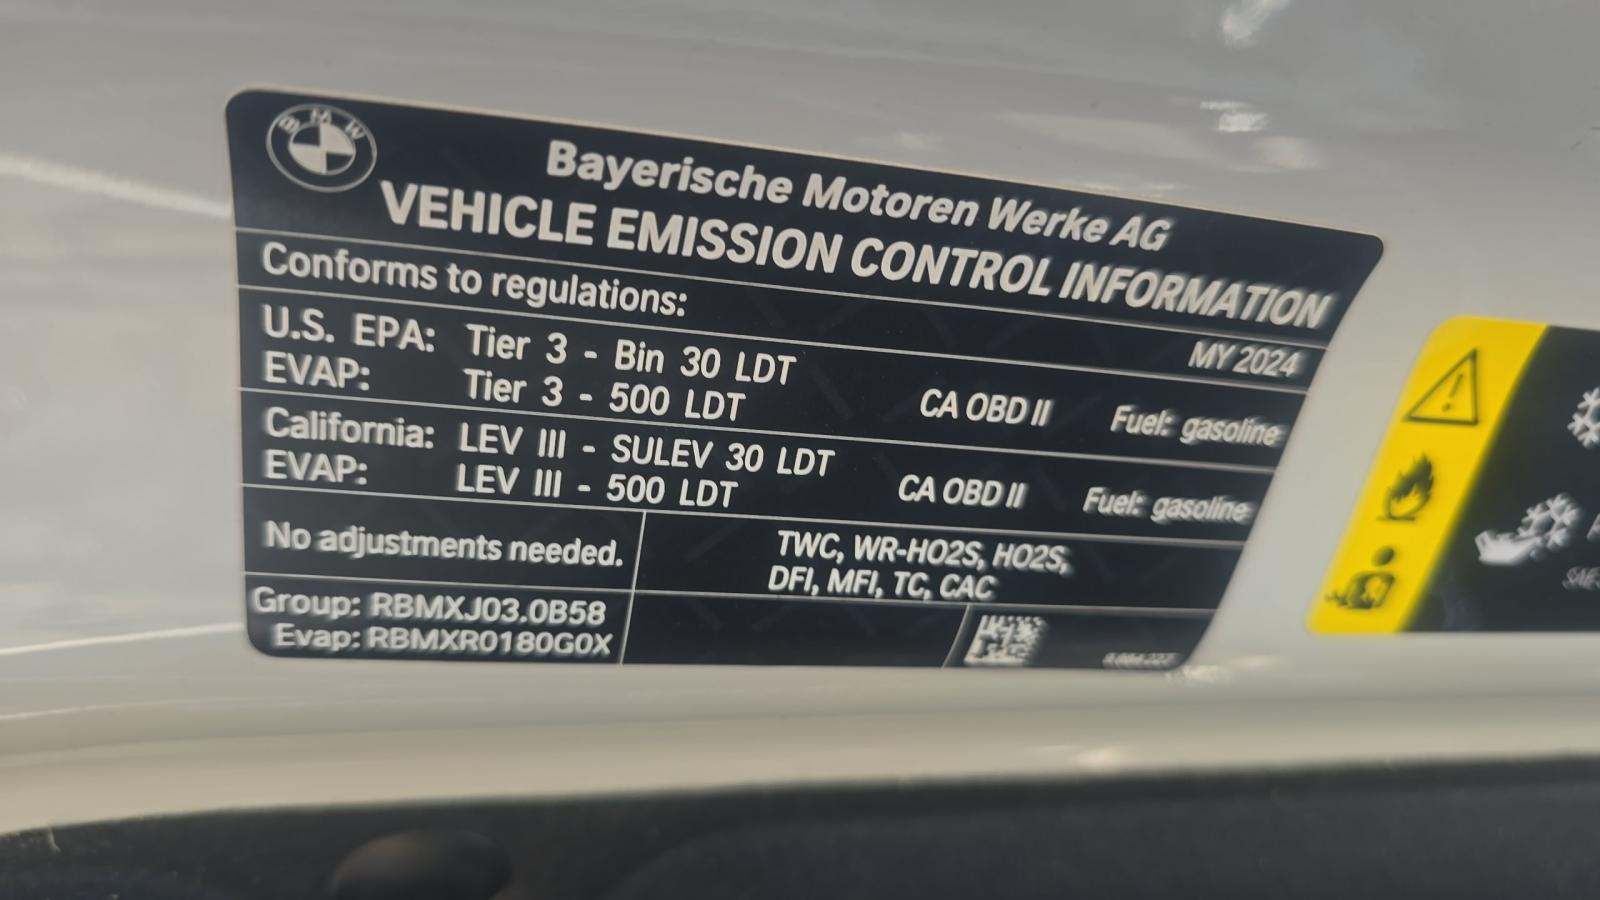 BMW
Bayerische Motoren Werke AG
VEHICLE EMISSION CONTROL INFORMATION
Conforms to regulations:
MY 2024
U.S. EPA: Tier 3 - Bin 30 LDT
EVAP: Tier 3 - 500 LDT CA OBD II Fuel: gasoline
California: LEV III - SULEV 30 LDT
EVAP: LEV III - 500 LDT CA OBD II Fuel: gasoline
No adjustments needed.
TWC, WR-HO2S, HO2S,
DFI, MFI, TC, CAC
Group: RBMXJ03.0B58
Evap: RBMXR0180G0X